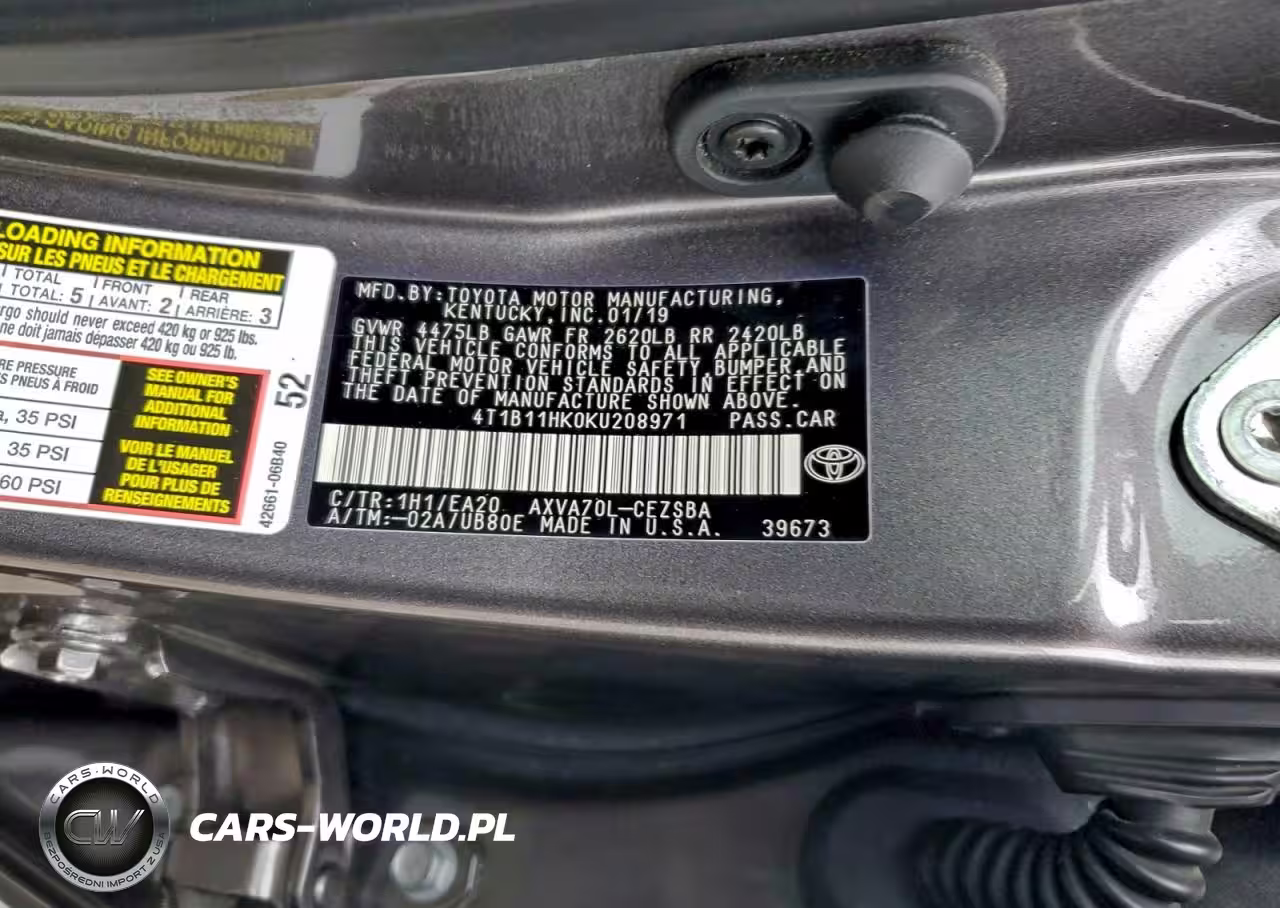 LOADING INFORMATION
SUR LES PNEUS ET LE CHARGEMENT
TOTAL FRONT REAR
TOTAL: 5 AVANT: 2 ARRIÈRE: 3
should never exceed 420 kg or 925 lbs.
ne doit jamais dépasser 420 kg ou 925 lb.
PRESSURE
PNEUS À FROID
35 PSI
35 PSI
60 PSI
SEE OWNER'S
MANUAL FOR
ADDITIONAL
INFORMATION
VOIR LE MANUEL
DE L'USAGER
POUR PLUS DE
RENSEIGNEMENTS
52
42661-06B40
MFD.BY:TOYOTA MOTOR MANUFACTURING,
KENTUCKY,INC.01/19
GVWR 4475LB GAWR FR 2620LB RR 2420LB
THIS VEHICLE CONFORMS TO ALL APPLICABLE
FEDERAL MOTOR VEHICLE SAFETY,BUMPER,AND
THEFT PREVENTION STANDARDS IN EFFECT ON
THE DATE OF MANUFACTURE SHOWN ABOVE.
4T1B11HK0KU208971 PASS.CAR
C/TR:1H1/EA20 AXVA70L-CEZSBA
A/TM:-02A/UB80E MADE IN U.S.A. 39673
CARS-WORLD
CW
BEZPOŚREDNI IMPORT Z USA
CARS-WORLD.PL